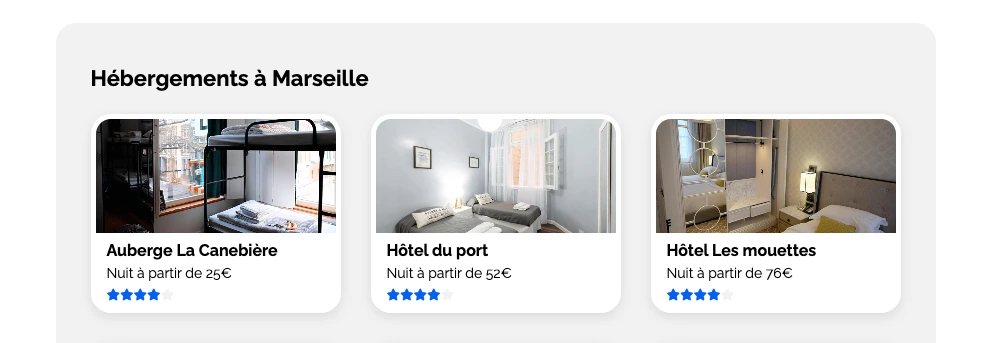 Hébergements à Marseille
Auberge La Canebière
Nuit à partir de 25€
Hôtel du port
Nuit à partir de 52€
Hôtel Les mouettes
Nuit à partir de 76€